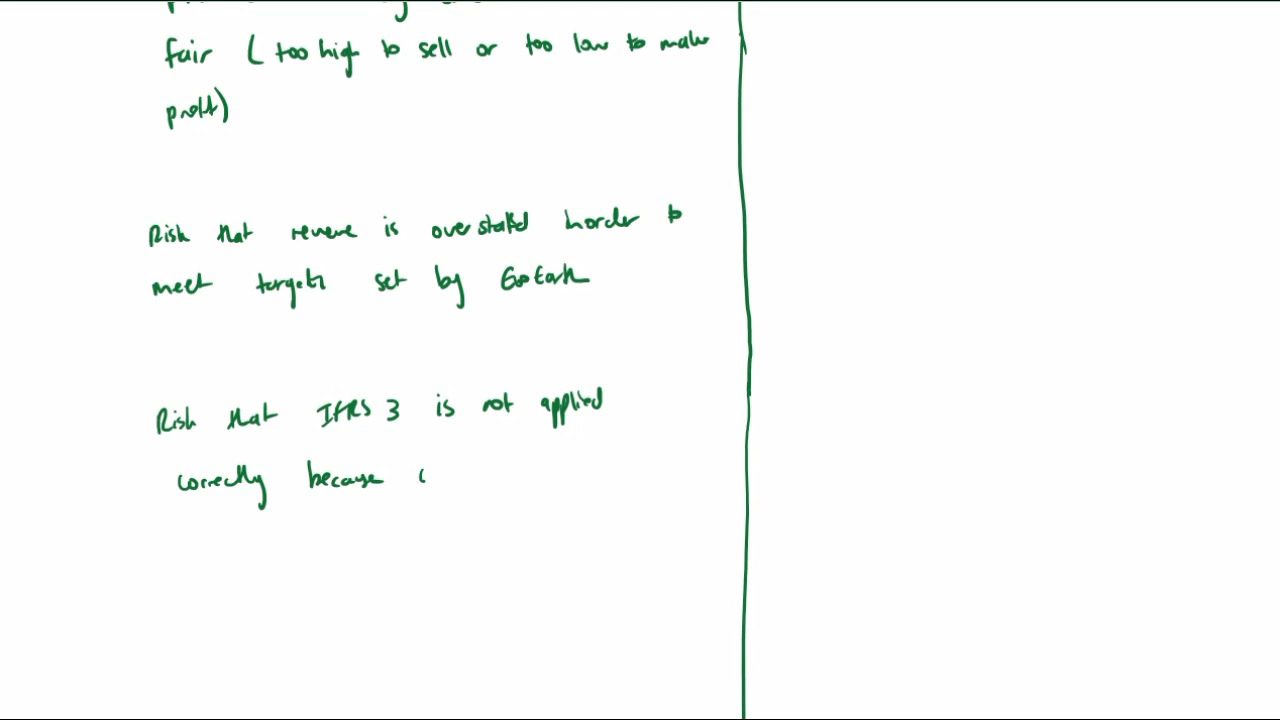 fair ( too high to sell or too low to make
profit)
Risk that revenue is overstated in order to
meet targets set by
Risk that IFRS 3 is not applied
correctly because